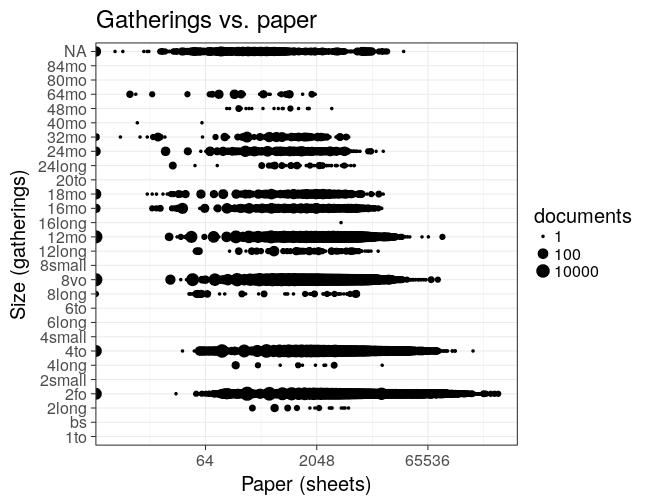 Gatherings vs. paper
NA
84mo
80mo
64mo
48mo
40mo
32mo
24mo
24long
20to
18mo
16mo
16long
12mo
12long
8small
8vo
8long
6to
6long
4small
4to
4long
2small
2fo
2long
bs
1to
Size (gatherings)
64
2048
65536
Paper (sheets)
documents
1
100
10000